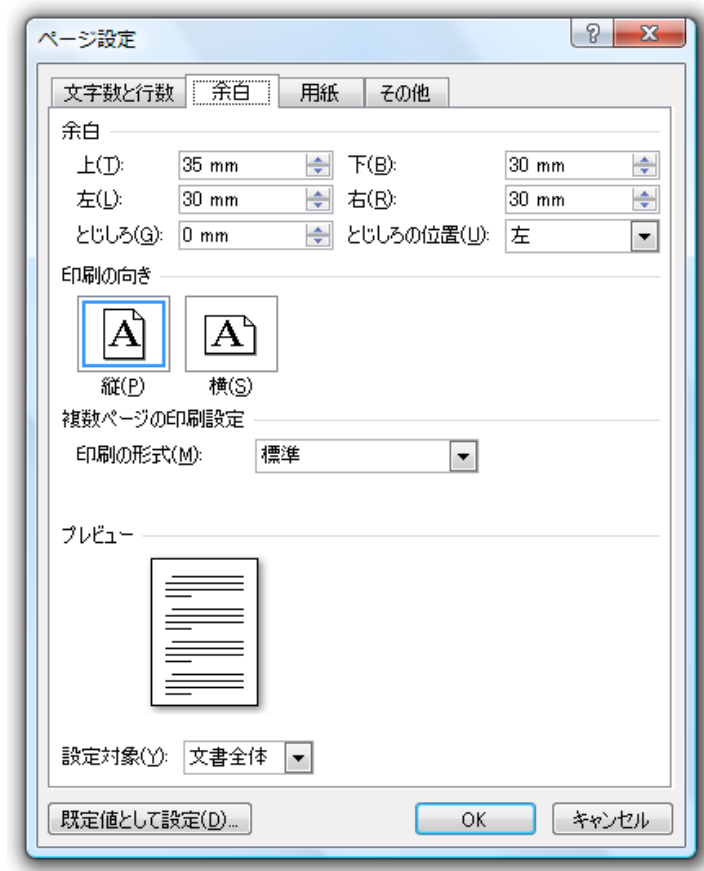 ページ設定
文字数と行数 余白 用紙 その他
余白
上(T): 35 mm 下(B): 30 mm
左(L): 30 mm 右(R): 30 mm
とじしろ(G): 0 mm とじしろの位置(U): 左
印刷の向き
A A
縦(P) 横(S)
複数ページの印刷設定
印刷の形式(M): 標準
プレビュー
設定対象(Y): 文書全体
既定値として設定(D)... OK キャンセル